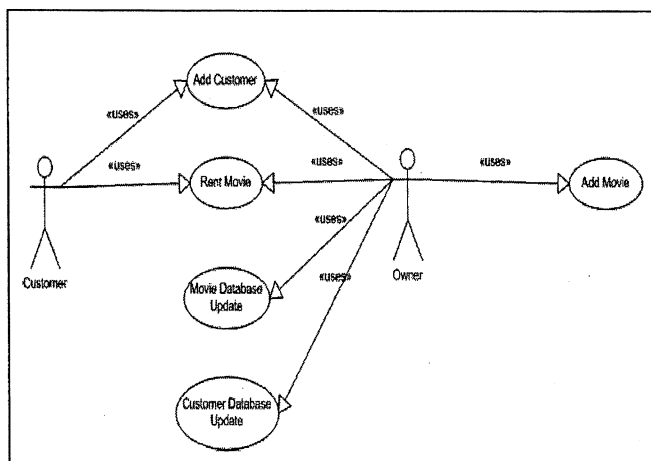 Add Customer
«uses»
«uses»
«uses»
«uses»
«uses»
Rent Movie
Add Movie
«uses»
Customer
Owner
«uses»
Movie Database
Update
Customer Database
Update